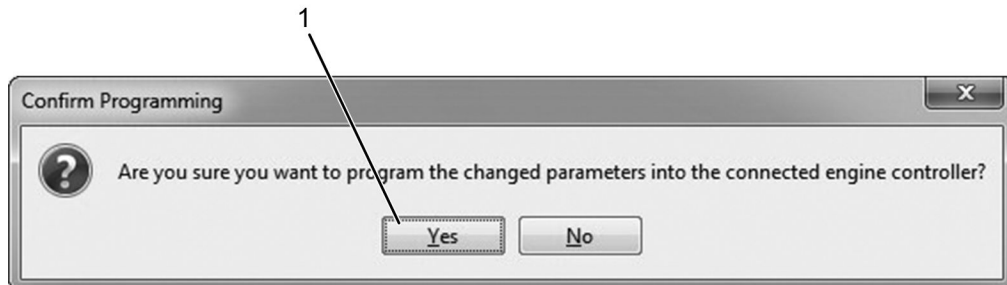 1
Confirm Programming
Are you sure you want to program the changed parameters into the connected engine controller?
Yes No